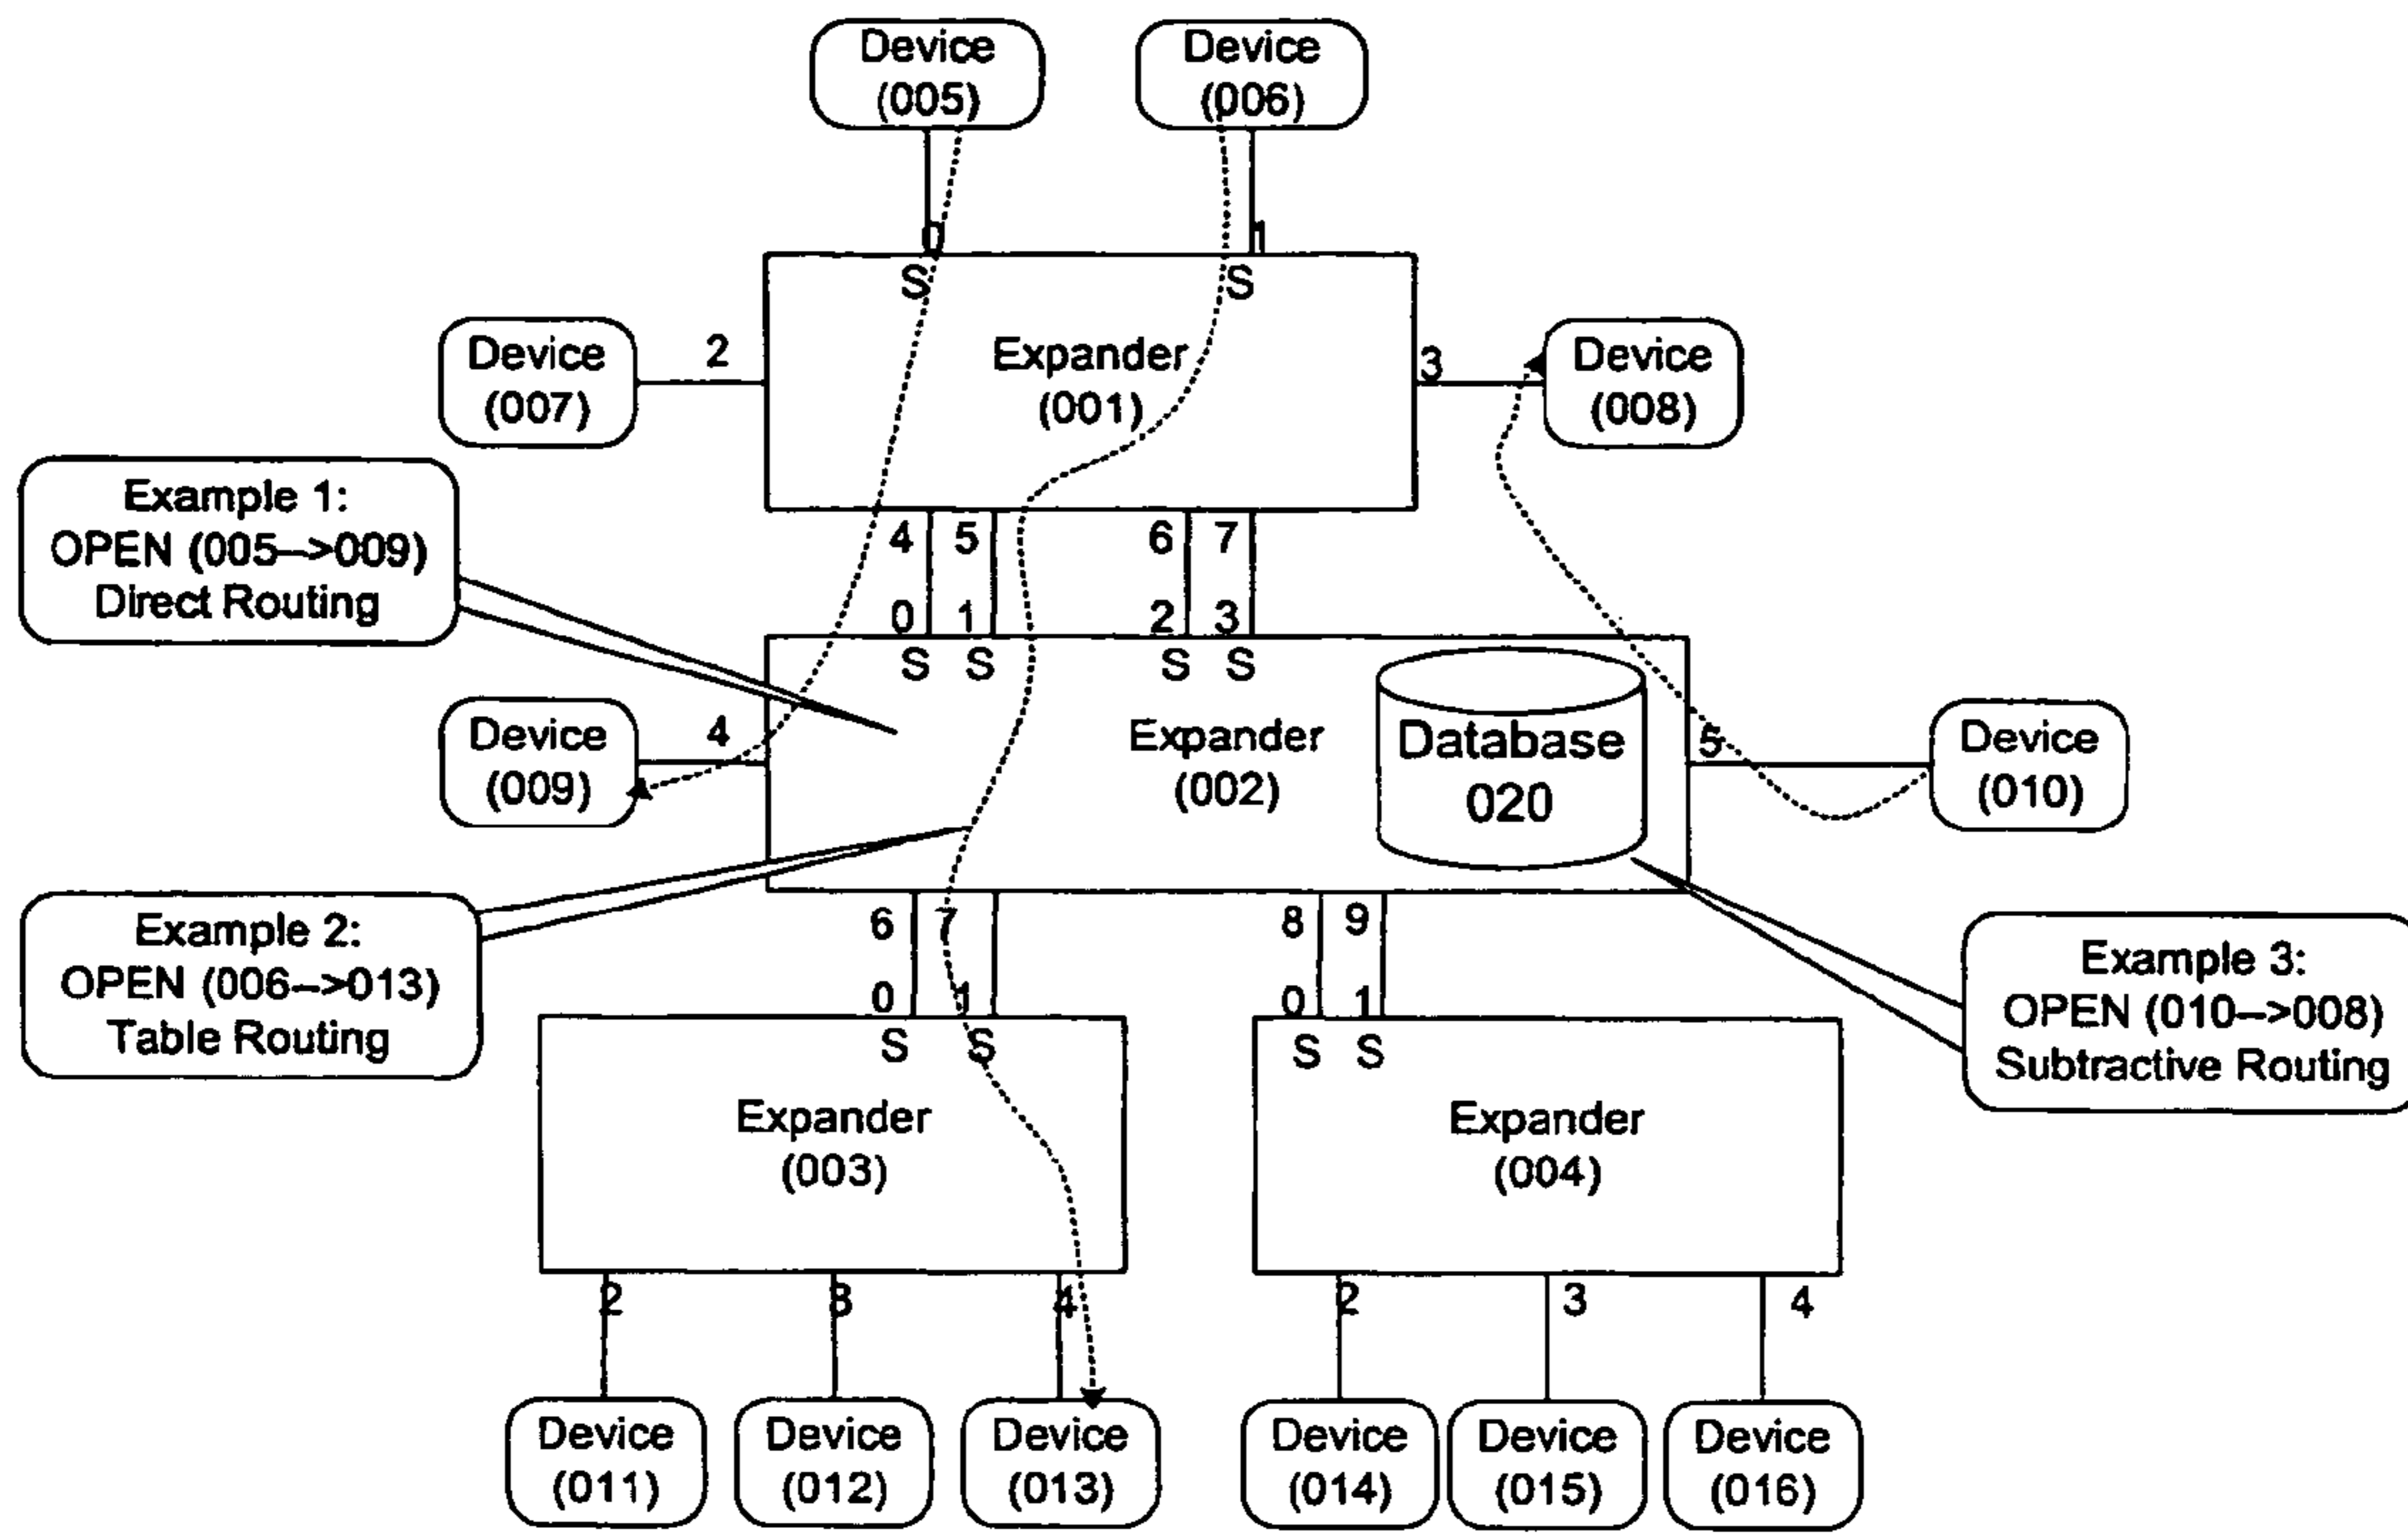 Device
(005)
Device
(006)
0
1
S
S
Device
(007)
2
Expander
(001)
3
Device
(008)
Example 1:
OPEN (005-->009)
Direct Routing
4 5 6 7
0 1 2 3
S S S S
Device
(009)
4
Expander
(002)
Database
020
5
Device
(010)
Example 2:
OPEN (006-->013)
Table Routing
6 7 8 9
0 1 0 1
S S S S
Example 3:
OPEN (010-->008)
Subtractive Routing
Expander
(003)
Expander
(004)
2 3 4 2 3 4
Device
(011)
Device
(012)
Device
(013)
Device
(014)
Device
(015)
Device
(016)